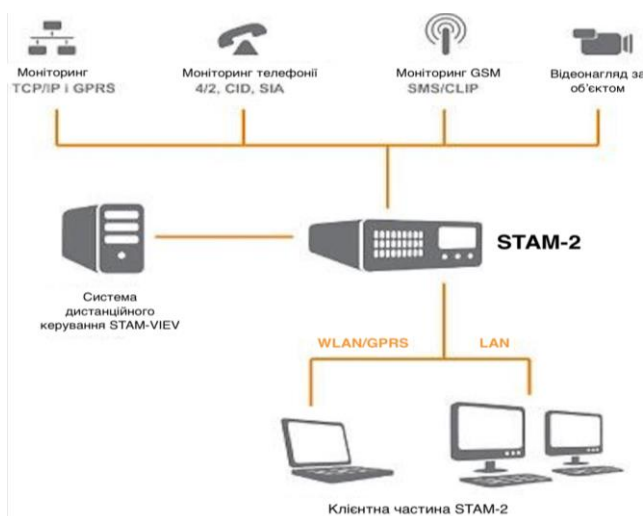 Моніторинг
TCP/IP і GPRS
Моніторинг телефонії
4/2, CID, SIA
Моніторинг GSM
SMS/CLIP
Відеонагляд за
об'єктом
STAM-2
Система
дистанційного
керування STAM-VIEV
WLAN/GPRS
LAN
Клієнтна частина STAM-2